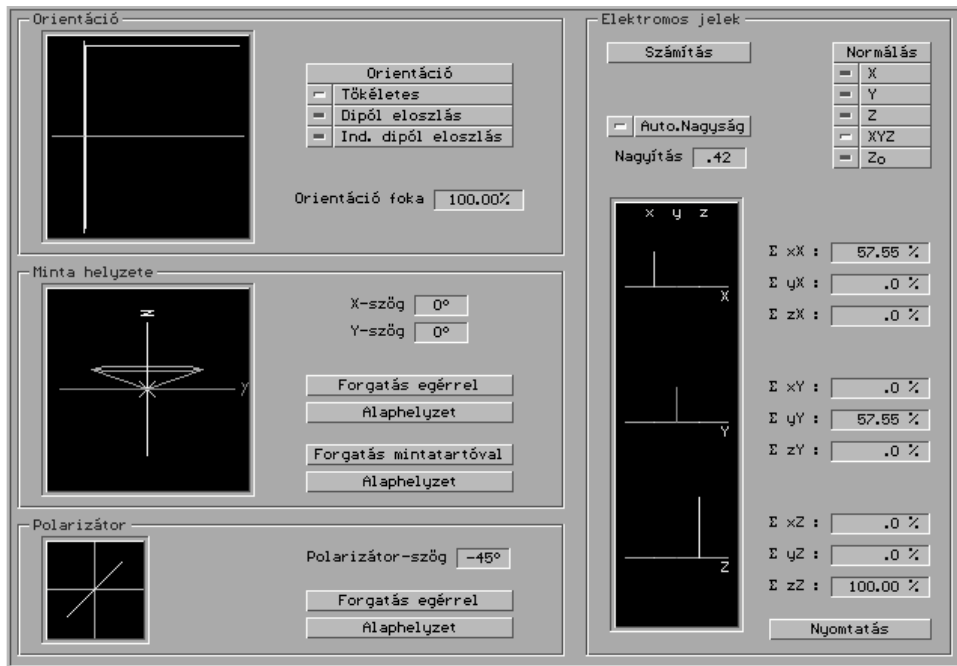 Orientáció
Orientáció
Tökéletes
Dipól eloszlás
Ind. dipól eloszlás
Orientáció foka 100.00%
Minta helyzete
z
y
X-szög 0°
Y-szög 0°
Forgatás egérrel
Alaphelyzet
Forgatás mintatartóval
Alaphelyzet
Polarizátor
Polarizátor-szög -45°
Forgatás egérrel
Alaphelyzet
Elektromos jelek
Számítás
Normálás
X
Y
Z
XYZ
Zo
Auto.Nagyság
Nagyítás .42
x y z
X
Y
Z
Σ xX : 57.55 %
Σ yX : .0 %
Σ zX : .0 %
Σ xY : .0 %
Σ yY : 57.55 %
Σ zY : .0 %
Σ xZ : .0 %
Σ yZ : .0 %
Σ zZ : 100.00 %
Nyomtatás